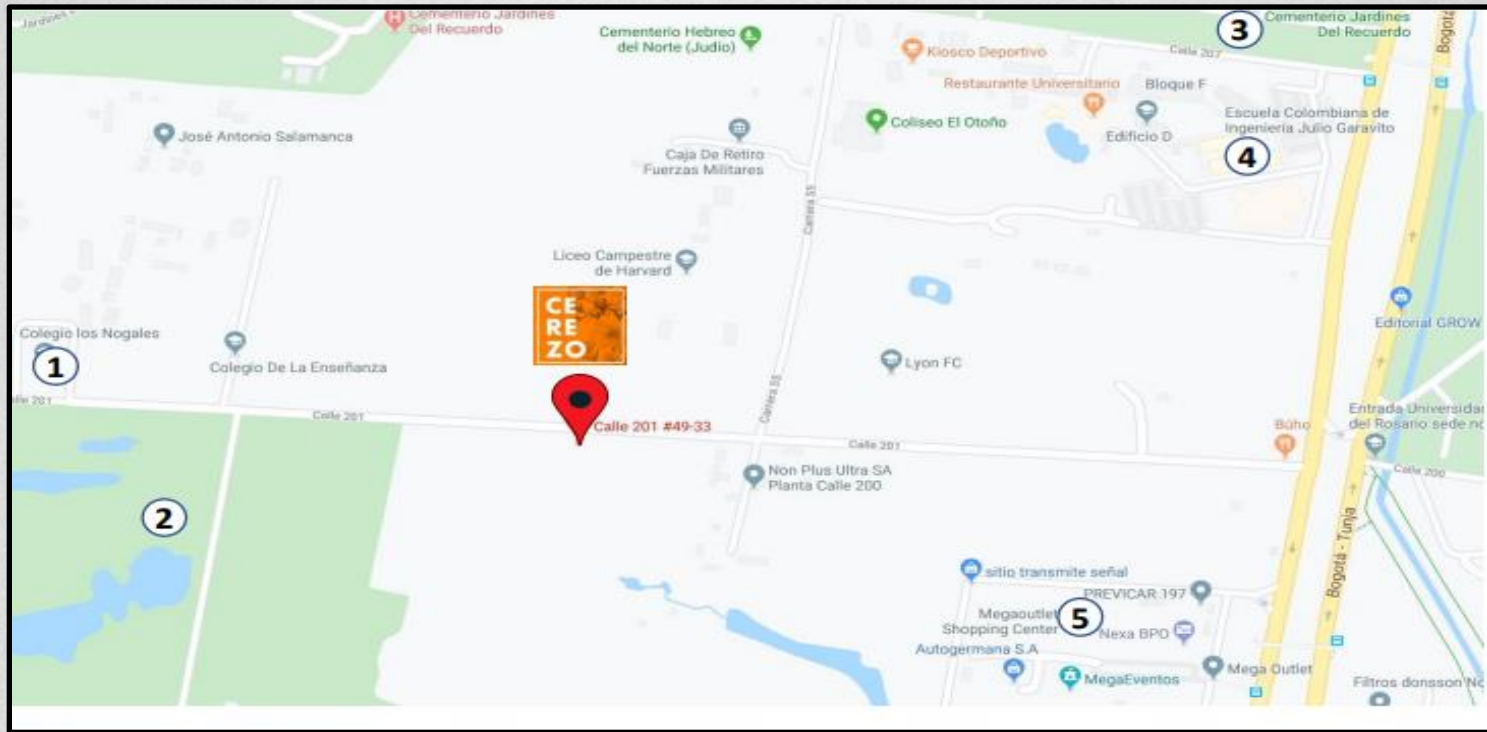 Jardines
Cementerio Jardines
Del Recuerdo
Cementerio Hebreo
del Norte (Judío)
Kiosco Deportivo
3
Cementerio Jardines
Del Recuerdo
Bogotá
Calle 207
Restaurante Universitario
Bloque F
José Antonio Salamanca
Coliseo El Otoño
Edificio D
Escuela Colombiana de
Ingeniería Julio Garavito
4
Caja De Retiro
Fuerzas Militares
Carrera 55
Liceo Campestre
de Harvard
CE
RE
ZO
Editorial GROW
Colegio los Nogales
1
Colegio De La Enseñanza
Lyon FC
Carrera 55
Calle 201
Calle 201 #49-33
Calle 201
Búho
Entrada Universidad
del Rosario sede no
Calle 200
Non Plus Ultra SA
Planta Calle 200
2
Bogotá - Tunja
sitio transmite señal
PREVICAR 197
Megaoutlet
Shopping Center
5
Nexa BPO
Autogermana S.A
MegaEventos
Mega Outlet
Filtros donsson No